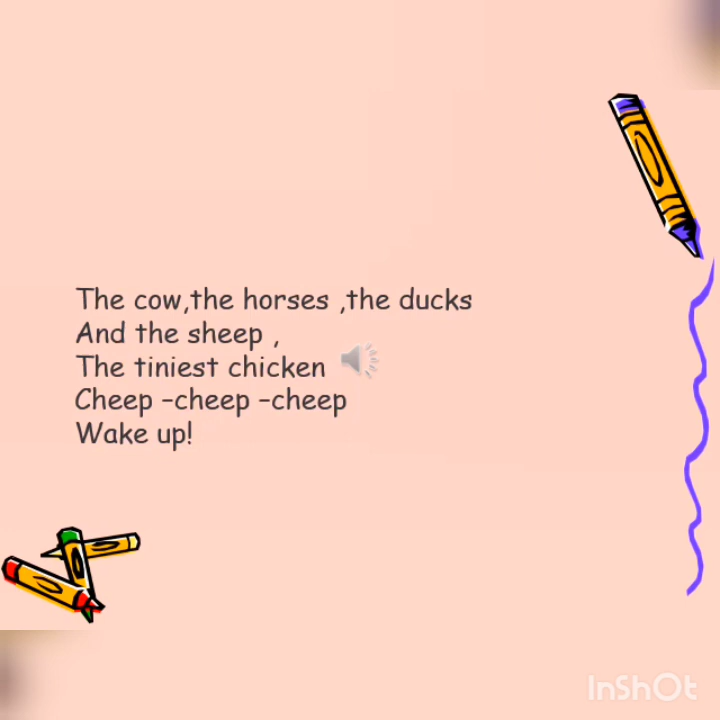 The cow,the horses ,the ducks
And the sheep ,
The tiniest chicken
Cheep –cheep –cheep
Wake up!
InShOt